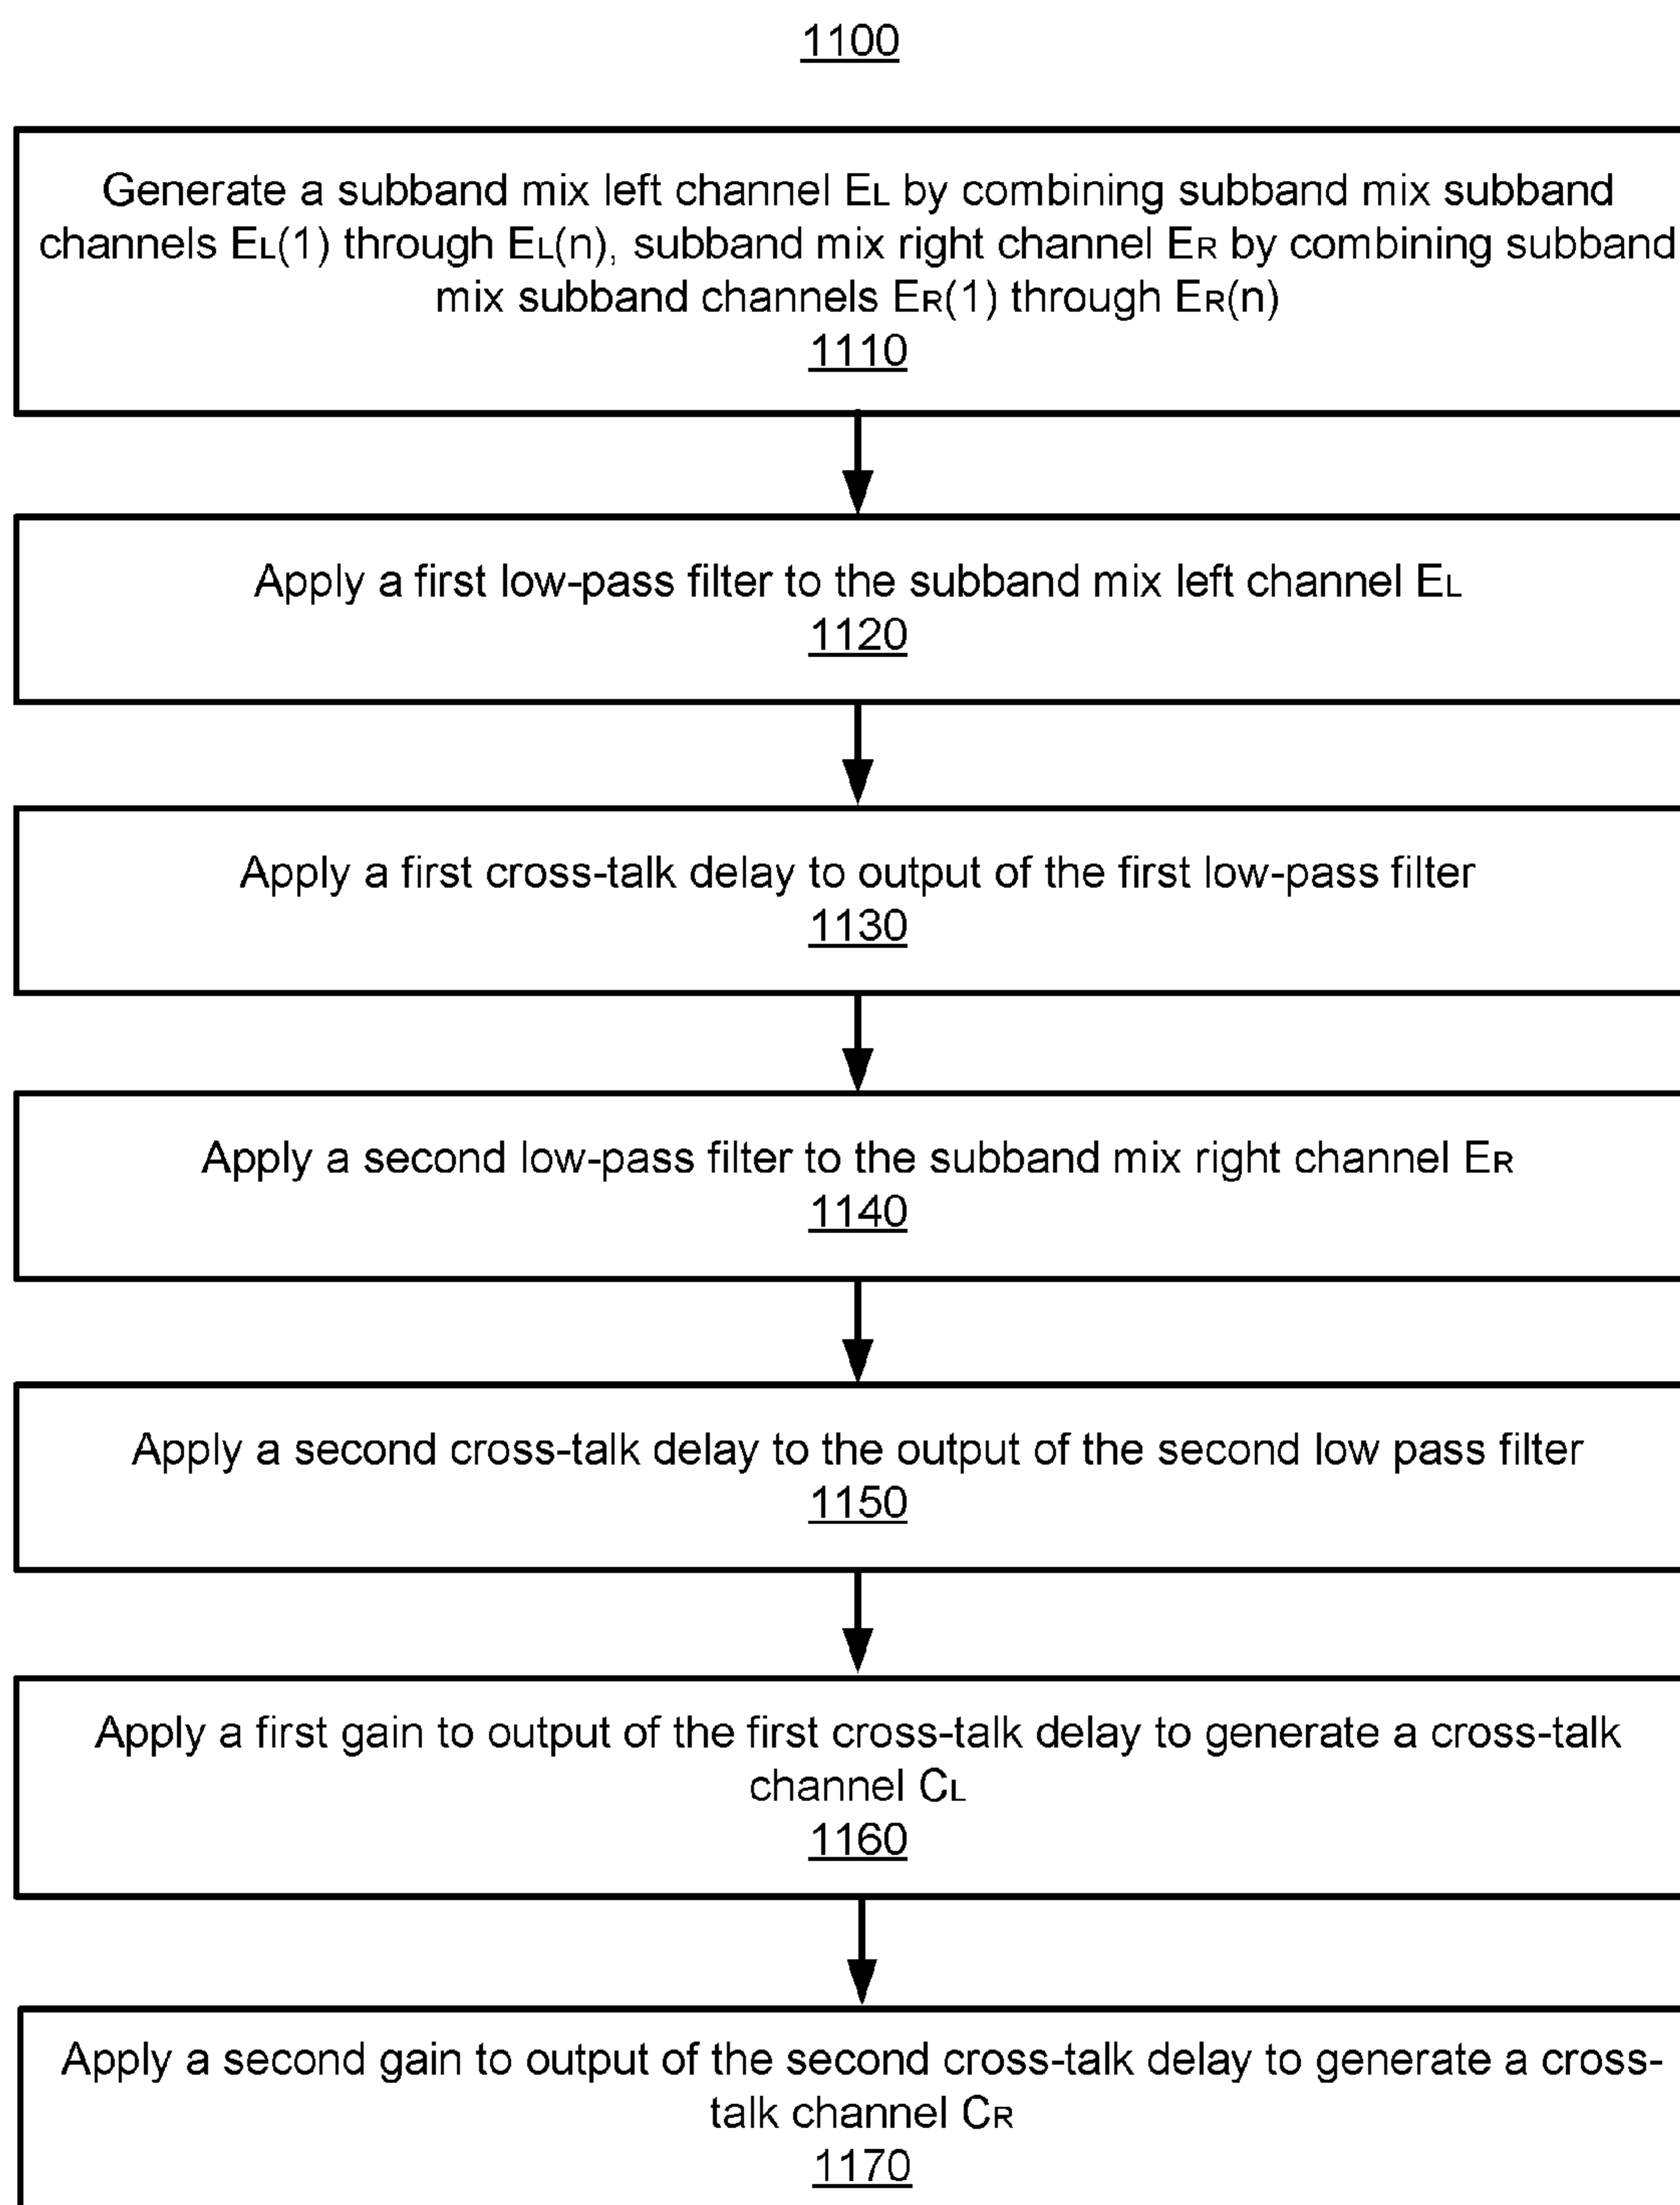 1100
Generate a subband mix left channel EL by combining subband mix subband
channels EL(1) through EL(n), subband mix right channel ER by combining subband
mix subband channels ER(1) through ER(n)
1110
Apply a first low-pass filter to the subband mix left channel EL
1120
Apply a first cross-talk delay to output of the first low-pass filter
1130
Apply a second low-pass filter to the subband mix right channel ER
1140
Apply a second cross-talk delay to the output of the second low pass filter
1150
Apply a first gain to output of the first cross-talk delay to generate a cross-talk
channel CL
1160
Apply a second gain to output of the second cross-talk delay to generate a cross-
talk channel CR
1170